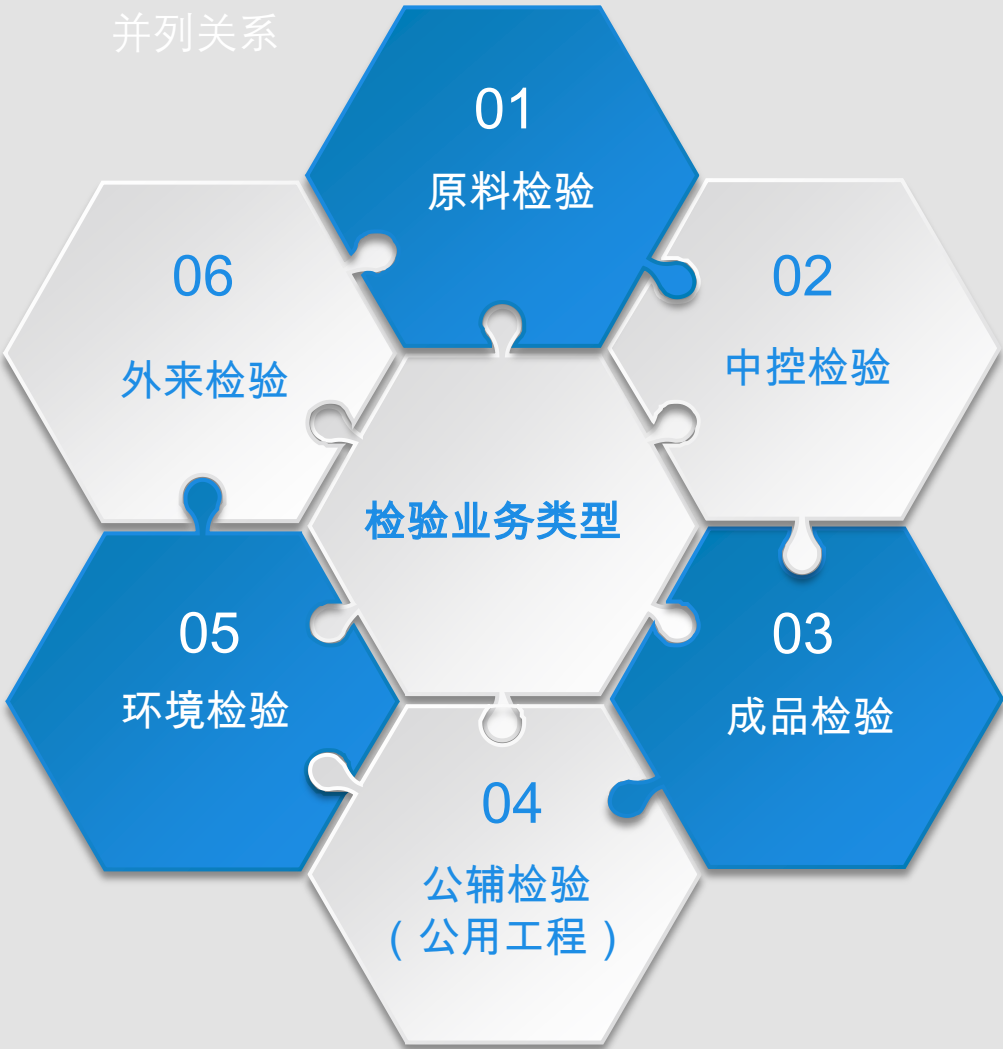 并列关系
01
原料检验
02
中控检验
03
成品检验
04
公辅检验
（公用工程）
05
环境检验
06
外来检验
检验业务类型